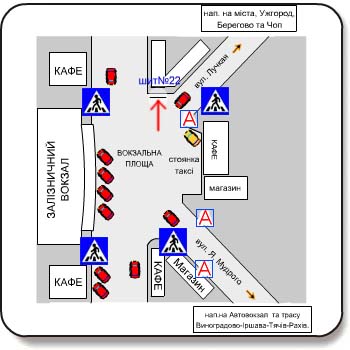 нап. на міста, Ужгород,
Берегово та Чоп
КАФЕ
щит№22
вул. Лучкая
А
КАФЕ
ВОКЗАЛЬНА
ПЛОЩА
стоянка
таксі
ЗАЛІЗНИЧНИЙ
ВОКЗАЛ
магазин
А
вул. Я. Мудрого
КАФЕ
КАФЕ
Магазин
А
нап.на Автовокзал та трасу
Виноградово-Іршава-Тячів-Рахів.